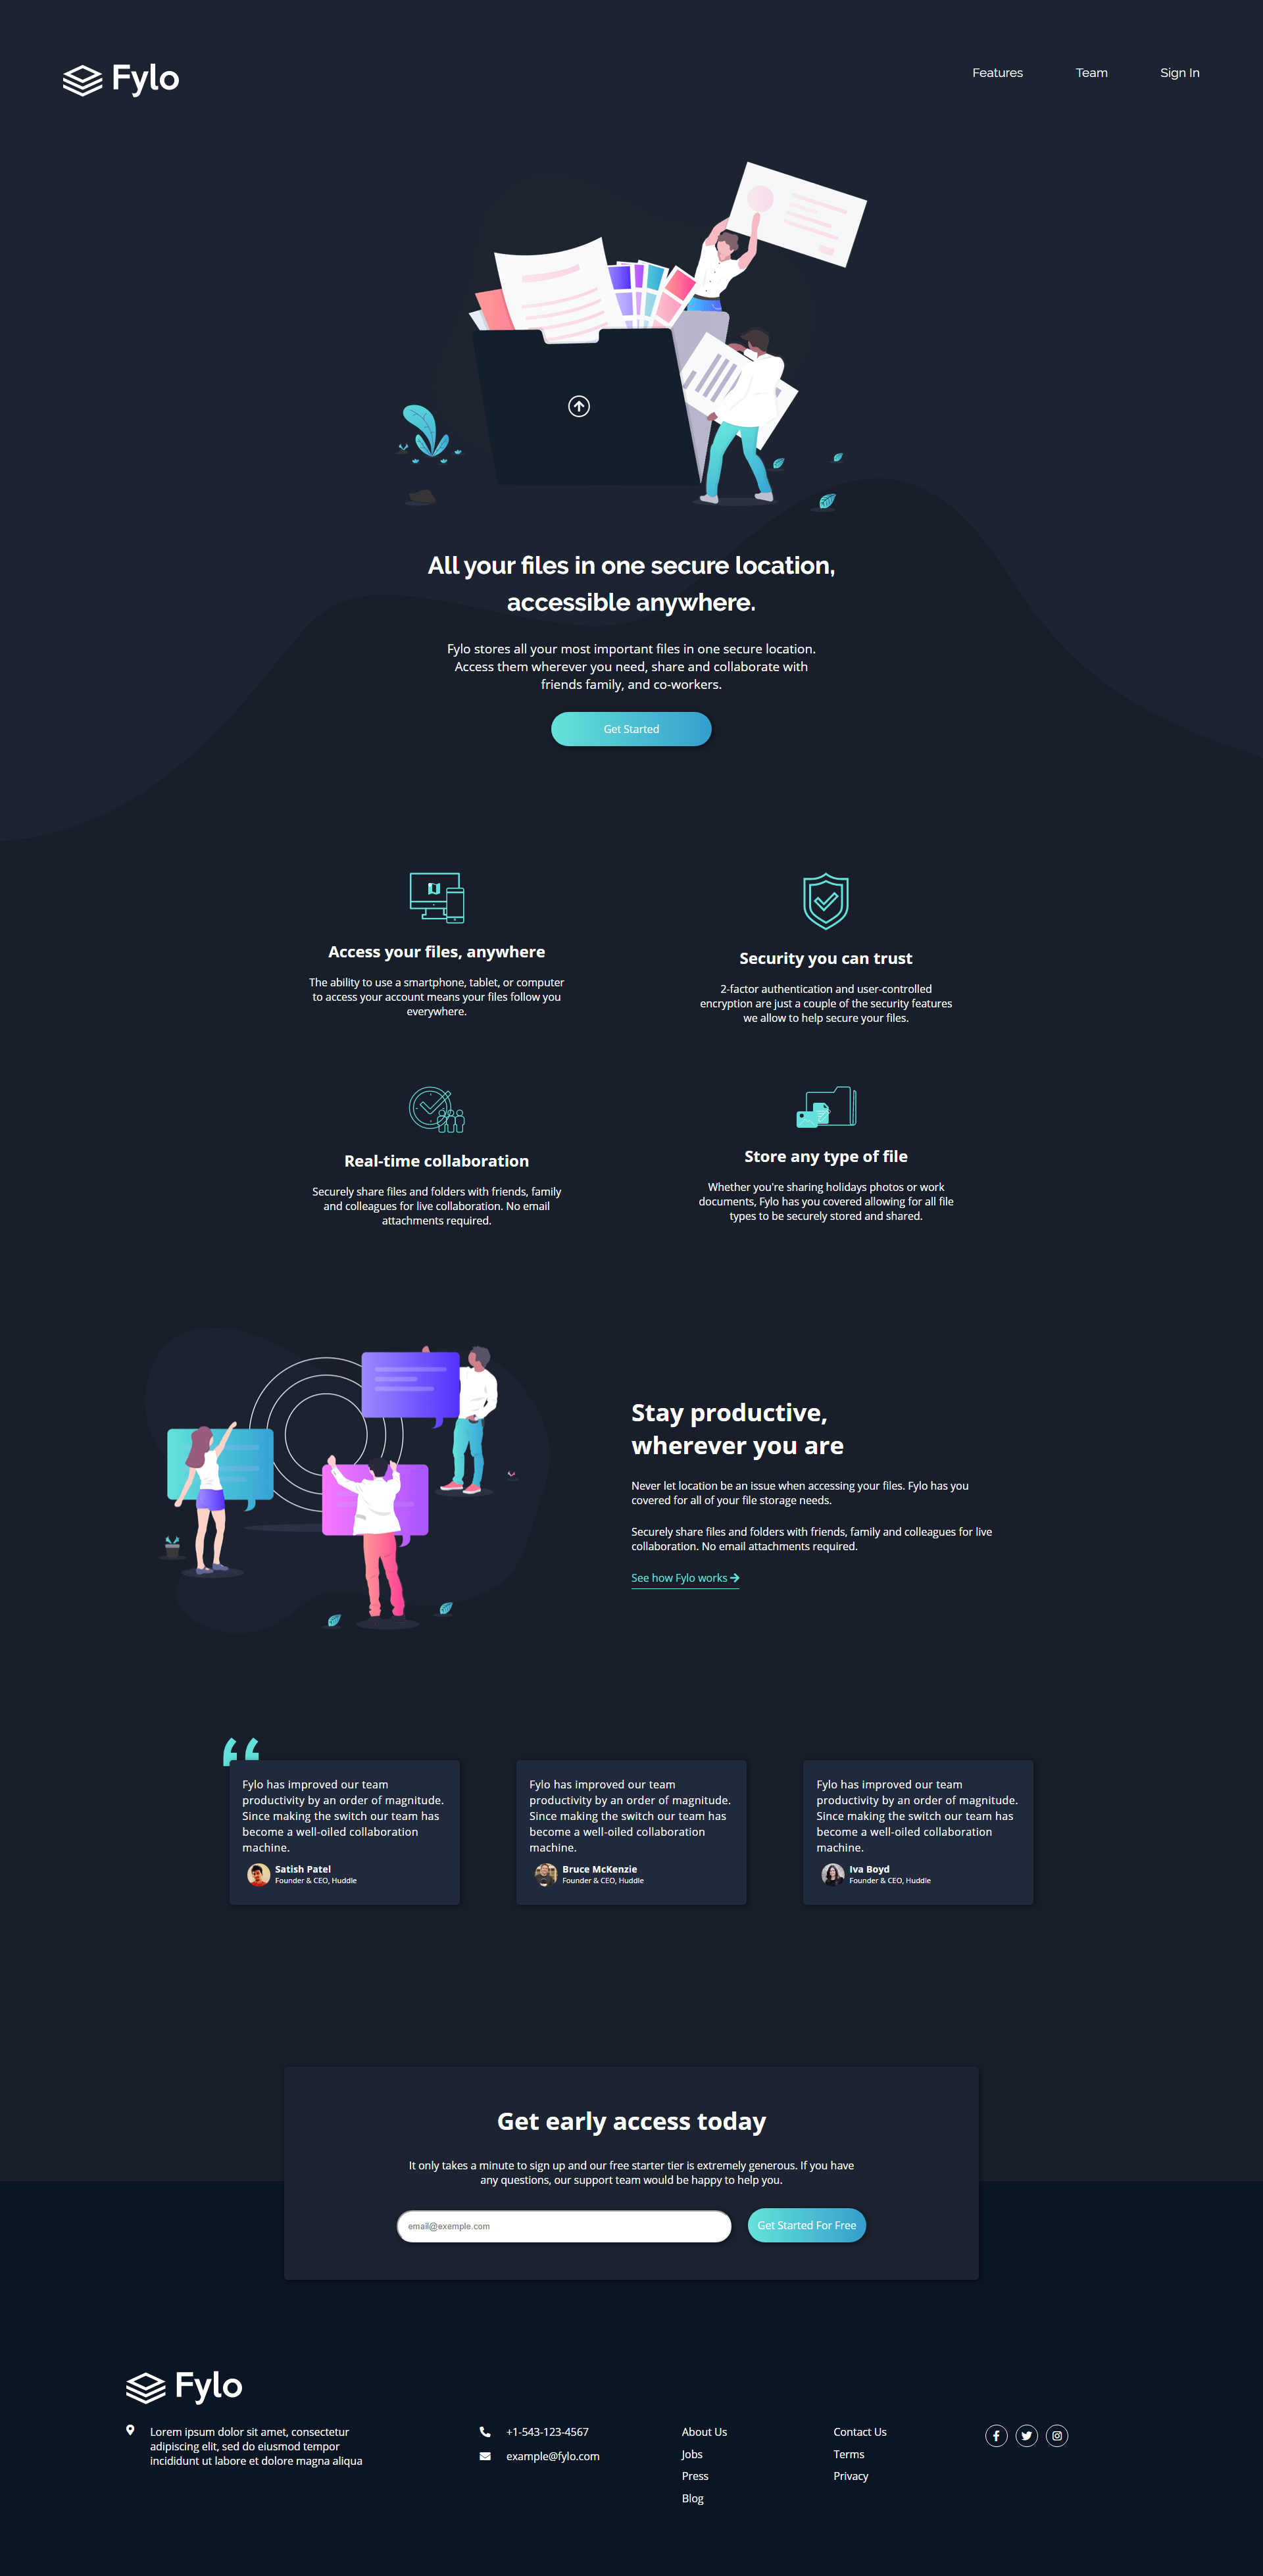 Fylo
Features
Team
Sign In
All your files in one secure location,
accessible anywhere.
Fylo stores all your most important files in one secure location.
Access them wherever you need, share and collaborate with
friends family, and co-workers.
Get Started
Access your files, anywhere
The ability to use a smartphone, tablet, or computer
to access your account means your files follow you
everywhere.
Security you can trust
2-factor authentication and user-controlled
encryption are just a couple of the security features
we allow to help secure your files.
Real-time collaboration
Securely share files and folders with friends, family
and colleagues for live collaboration. No email
attachments required.
Store any type of file
Whether you're sharing holidays photos or work
documents, Fylo has you covered allowing for all file
types to be securely stored and shared.
Stay productive,
wherever you are
Never let location be an issue when accessing your files. Fylo has you
covered for all of your file storage needs.
Securely share files and folders with friends, family and colleagues for live
collaboration. No email attachments required.
See how Fylo works
“
Fylo has improved our team
productivity by an order of magnitude.
Since making the switch our team has
become a well-oiled collaboration
machine.
Satish Patel
Founder & CEO, Huddle
Fylo has improved our team
productivity by an order of magnitude.
Since making the switch our team has
become a well-oiled collaboration
machine.
Bruce McKenzie
Founder & CEO, Huddle
Fylo has improved our team
productivity by an order of magnitude.
Since making the switch our team has
become a well-oiled collaboration
machine.
Iva Boyd
Founder & CEO, Huddle
Get early access today
It only takes a minute to sign up and our free starter tier is extremely generous. If you have
any questions, our support team would be happy to help you.
email@exemple.com
Get Started For Free
Fylo
Lorem ipsum dolor sit amet, consectetur
adipiscing elit, sed do eiusmod tempor
incididunt ut labore et dolore magna aliqua
+1-543-123-4567
example@fylo.com
About Us
Jobs
Press
Blog
Contact Us
Terms
Privacy